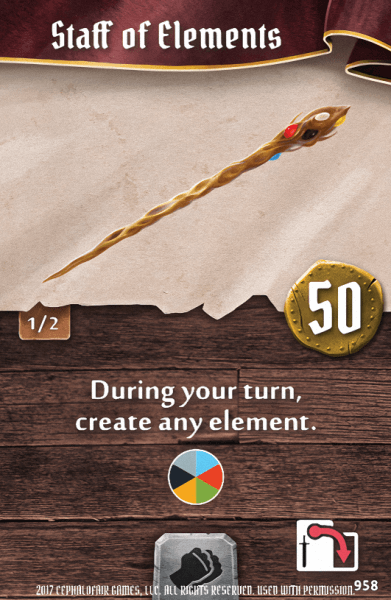 Staff of Elements
50
1/2
During your turn,
create any element.
2017 CEPHALOFAIR GAMES, LLC. ALL RIGHTS RESERVED. USED WITH PERMISSION.
958